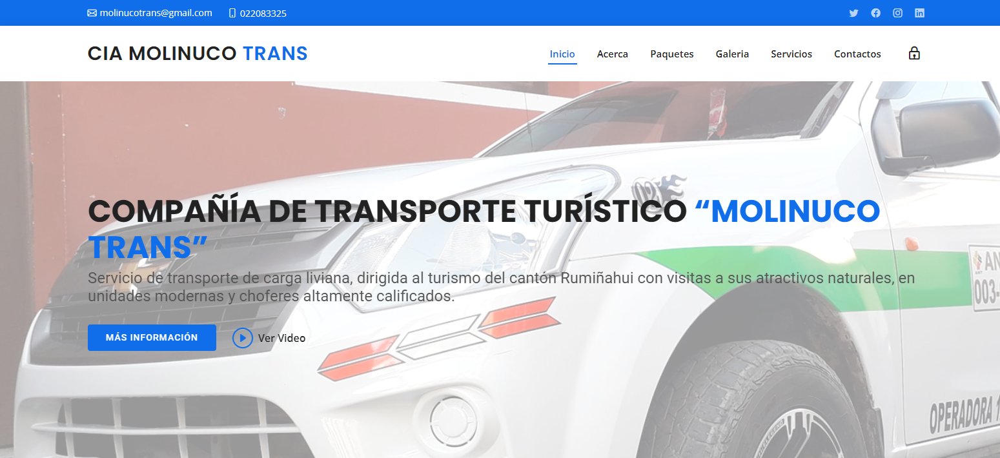 molinucotrans@gmail.com 022083325
CIA MOLINUCO TRANS
Inicio Acerca Paquetes Galeria Servicios Contactos
02
COMPAÑÍA DE TRANSPORTE TURÍSTICO “MOLINUCO
TRANS”
Servicio de transporte de carga liviana, dirigida al turismo del cantón Rumiñahui con visitas a sus atractivos naturales, en
unidades modernas y choferes altamente calificados.
MÁS INFORMACIÓN Ver Video
AN
ANT
003-
OPERADORA 1